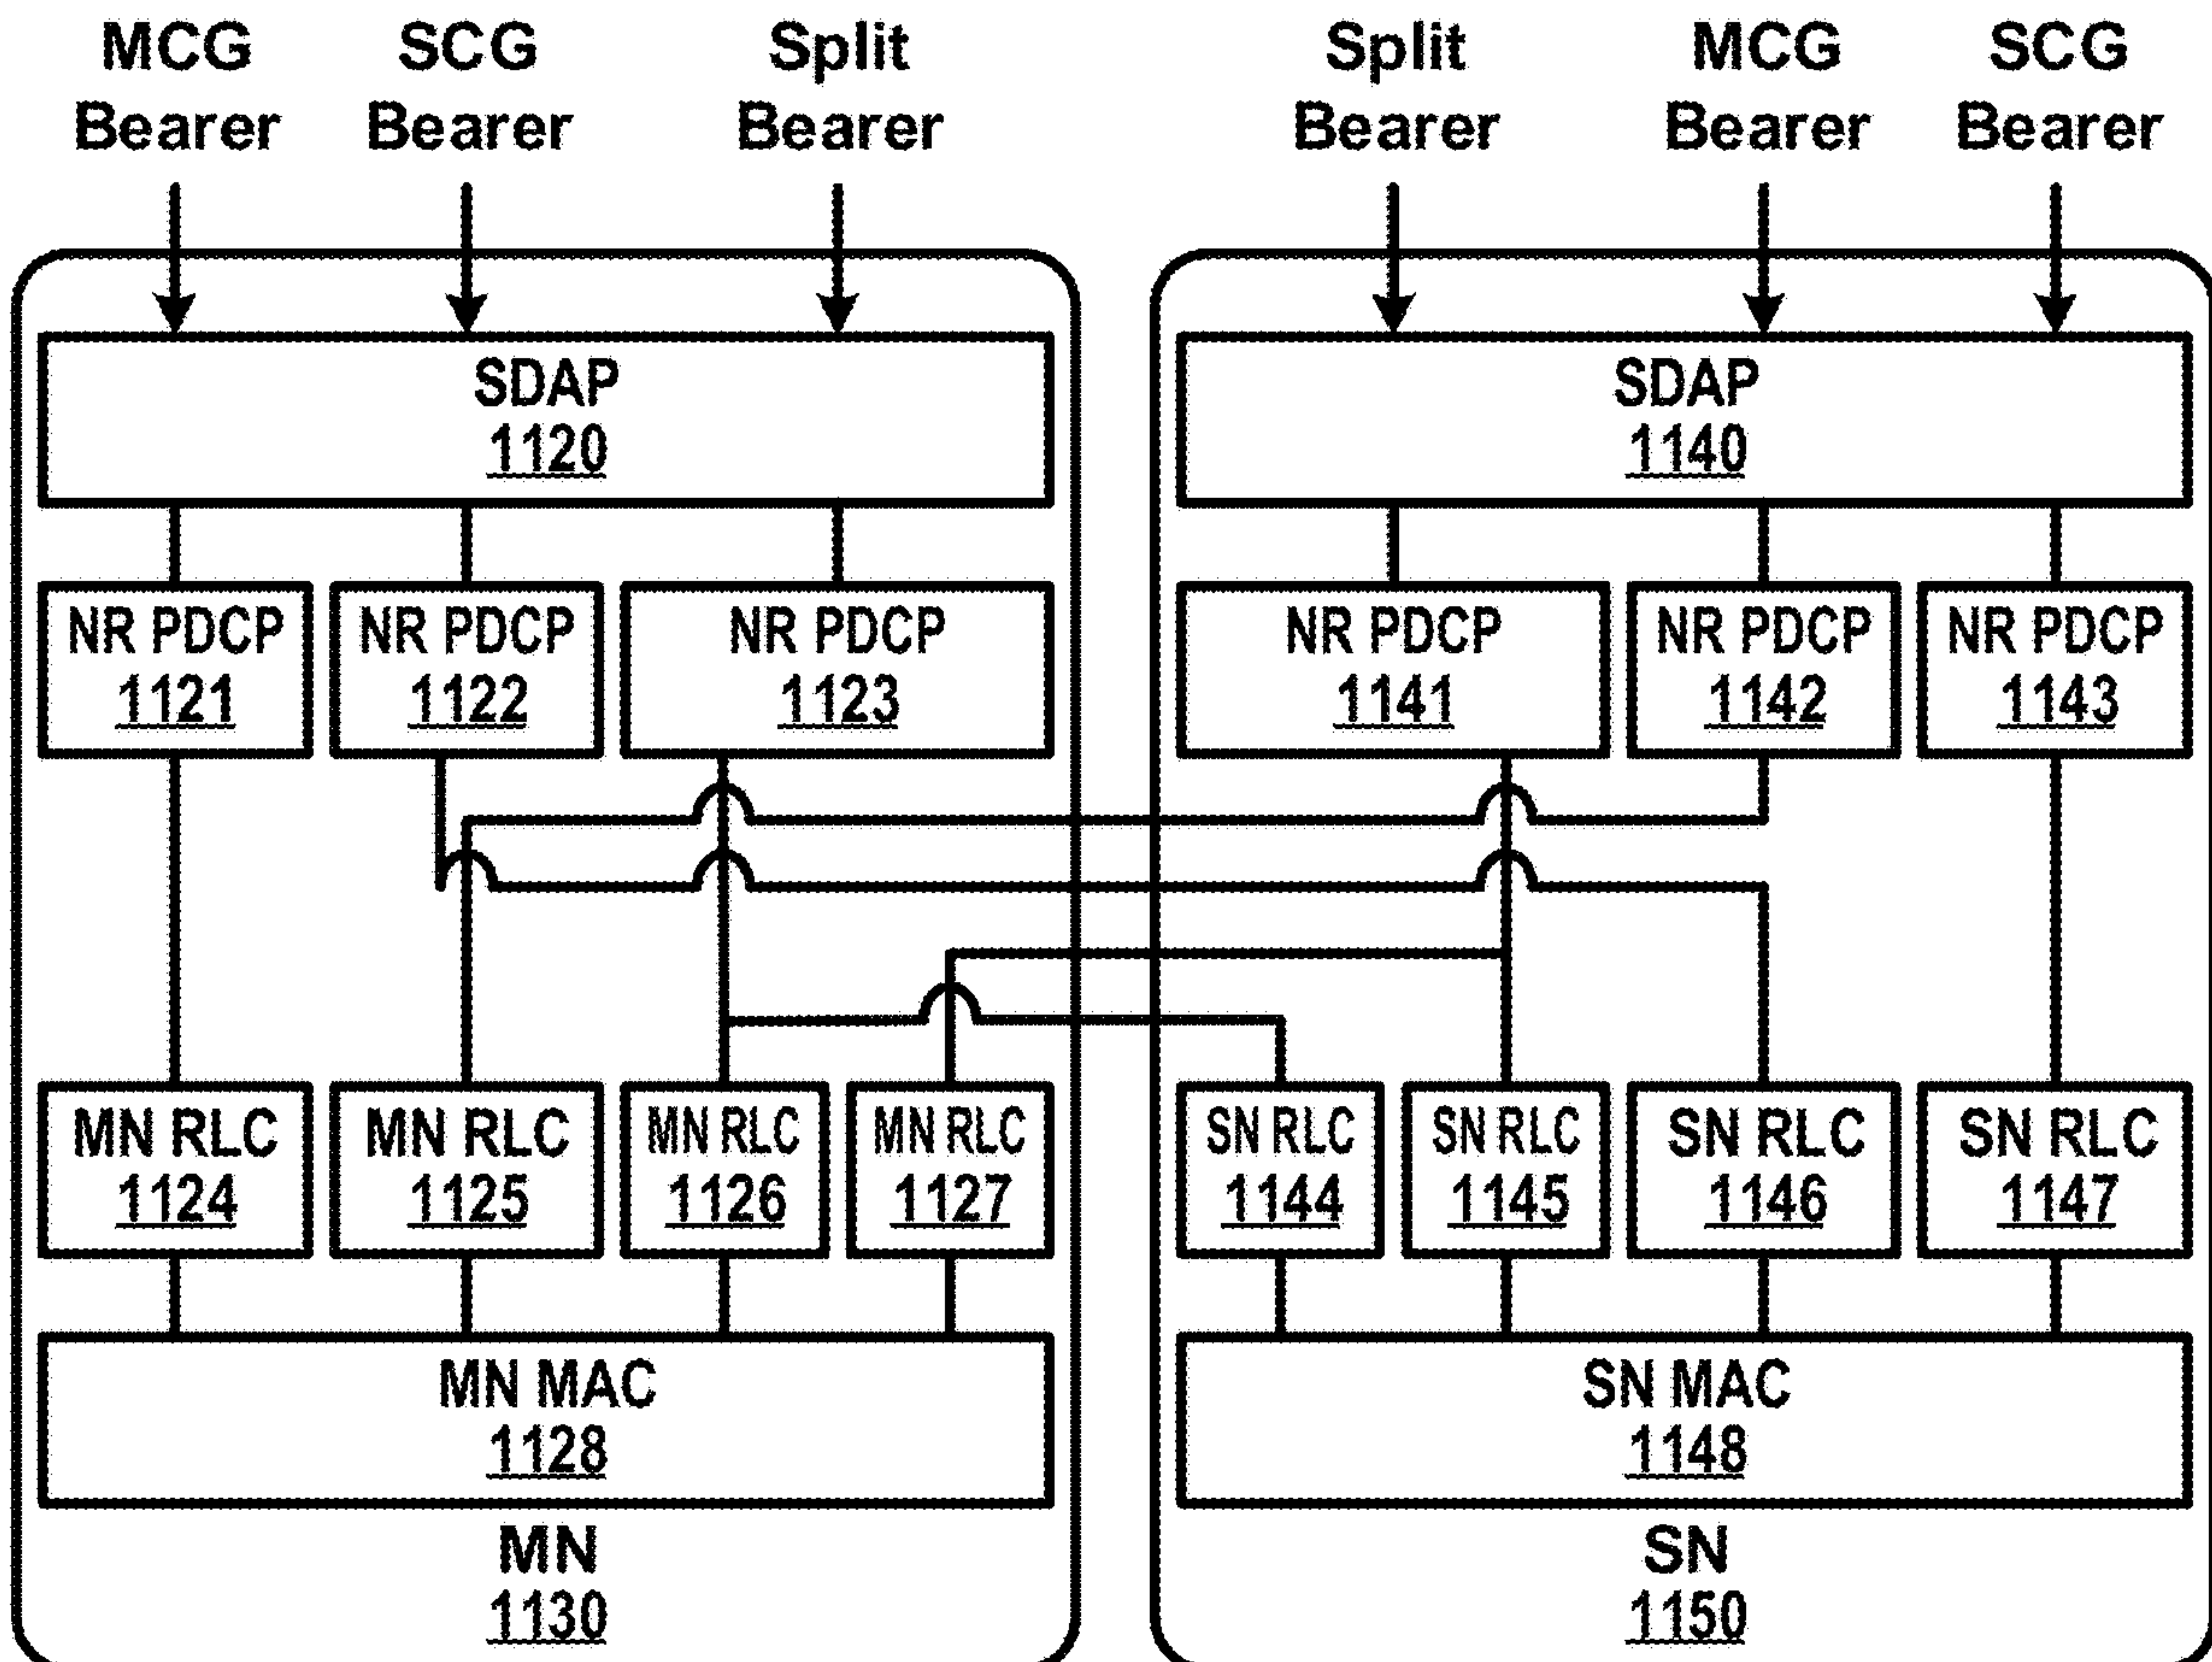 MCG
Bearer
SCG
Bearer
Split
Bearer
Split
Bearer
MCG
Bearer
SCG
Bearer
SDAP
1120
SDAP
1140
NR PDCP
1121
NR PDCP
1122
NR PDCP
1123
NR PDCP
1141
NR PDCP
1142
NR PDCP
1143
MN RLC
1124
MN RLC
1125
MN RLC
1126
MN RLC
1127
SN RLC
1144
SN RLC
1145
SN RLC
1146
SN RLC
1147
MN MAC
1128
SN MAC
1148
MN
1130
SN
1150